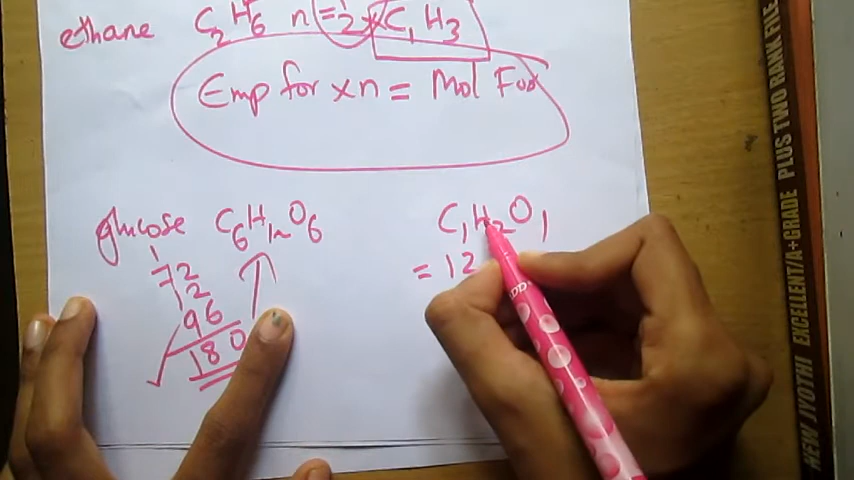 ethane C2H6 n = 2 × C1H3
Emp for × n = Mol For
glucose C6H12O6
C1H2O1
72
12
96
180
= 12
ADD
NEW JYOTHI EXCELLENT/A+GRADE PLUS TWO RANK FILE